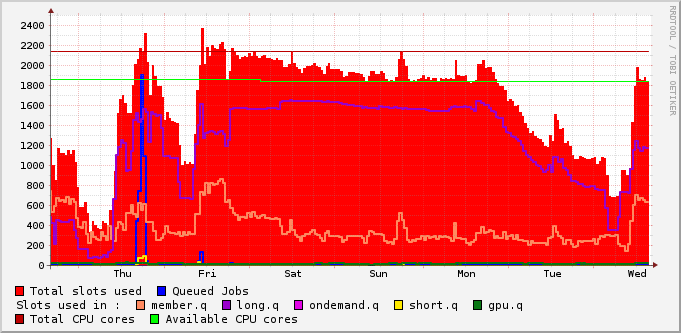 RRDTOOL / TOBI OETIKER
2400
2200
2000
1800
1600
1400
1200
1000
800
600
400
200
0
Thu Fri Sat Sun Mon Tue Wed
Total slots used Queued Jobs
Slots used in : member.q long.q ondemand.q short.q gpu.q
Total CPU cores Available CPU cores